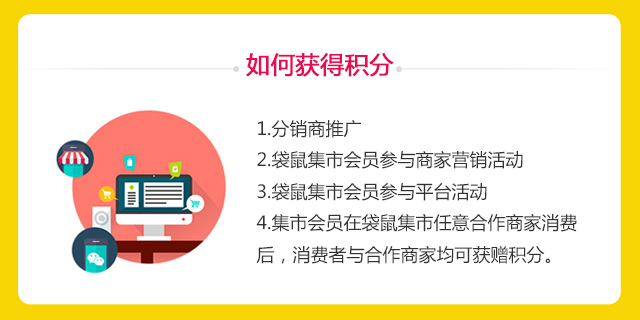 如何获得积分
1.分销商推广
2.袋鼠集市会员参与商家营销活动
3.袋鼠集市会员参与平台活动
4.集市会员在袋鼠集市任意合作商家消费
后，消费者与合作商家均可获赠积分。